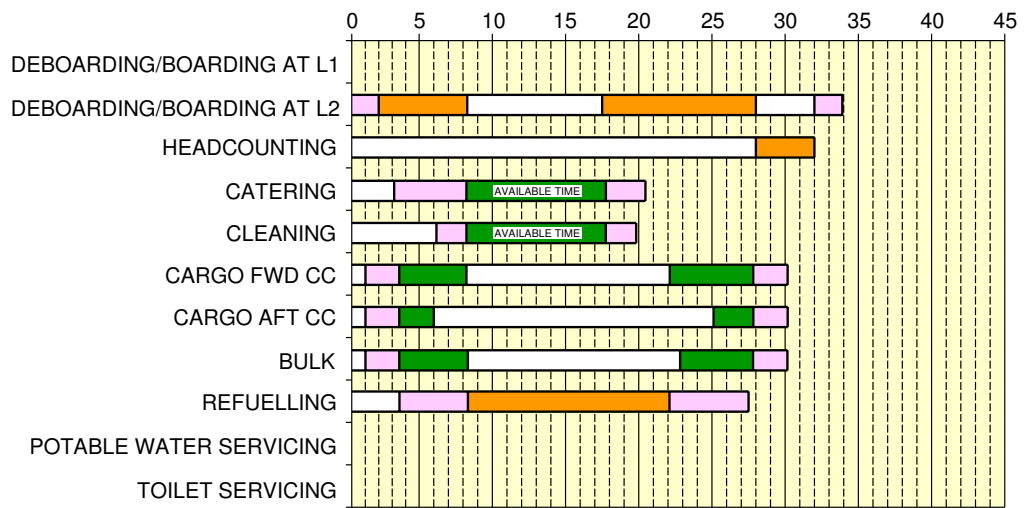 0 5 10 15 20 25 30 35 40 45
DEBOARDING/BOARDING AT L1
DEBOARDING/BOARDING AT L2
HEADCOUNTING
CATERING
AVAILABLE TIME
CLEANING
AVAILABLE TIME
CARGO FWD CC
CARGO AFT CC
BULK
REFUELLING
POTABLE WATER SERVICING
TOILET SERVICING